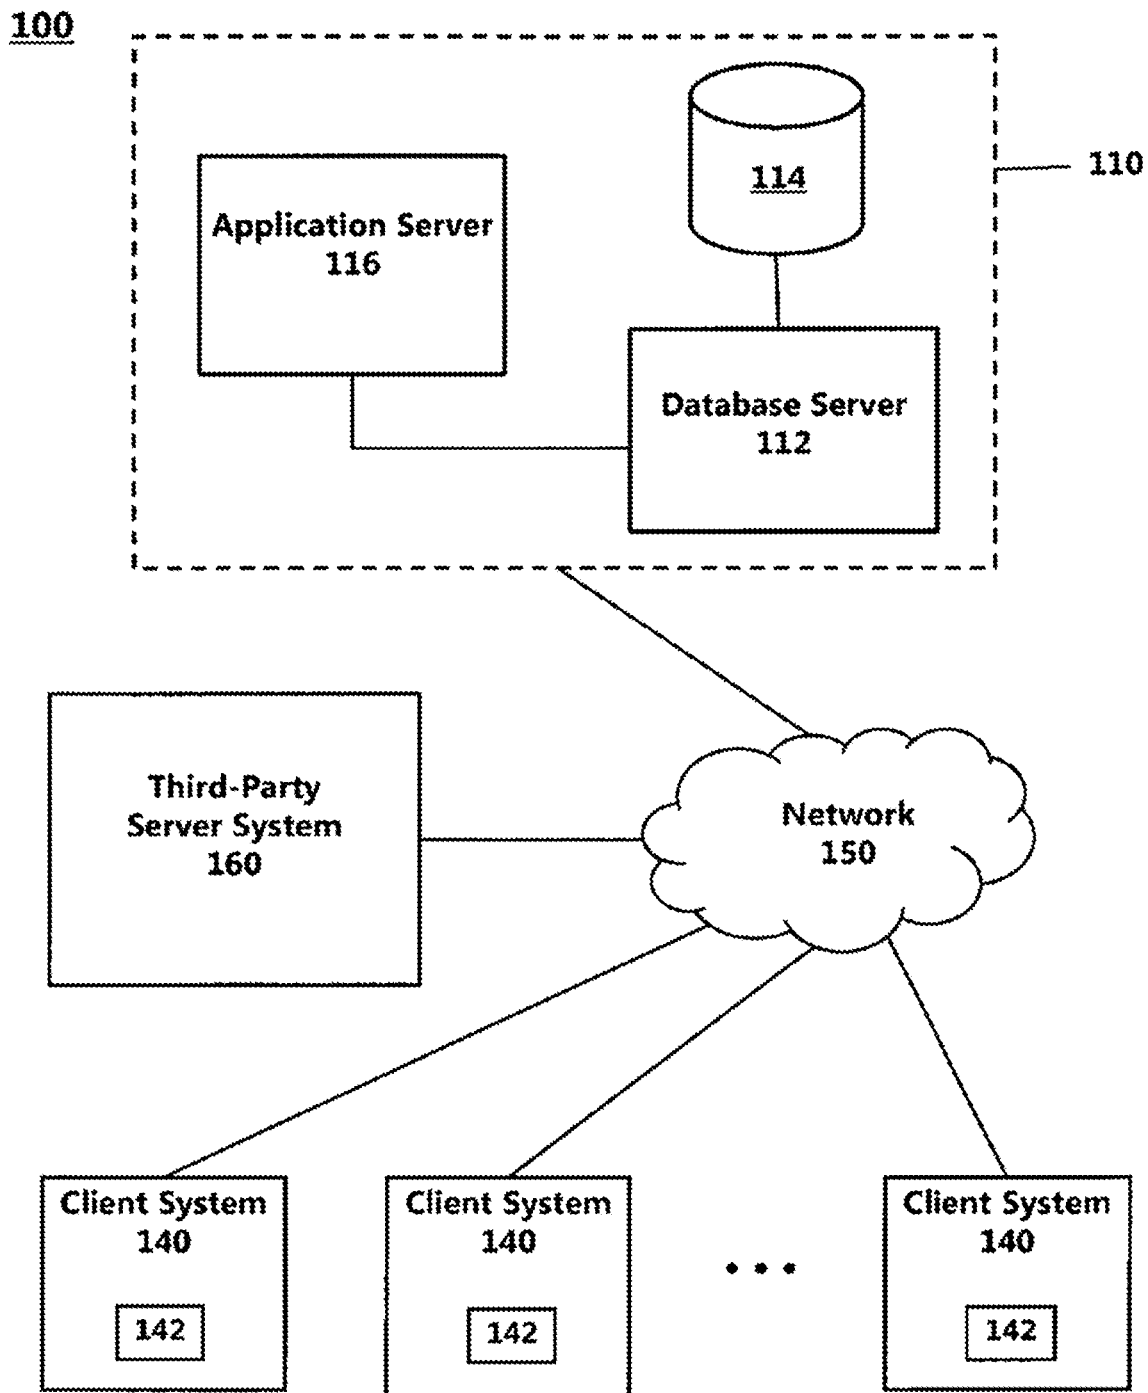 100
114
110
Application Server
116
Database Server
112
Third-Party
Server System
160
Network
150
Client System
140
142
Client System
140
142
Client System
140
142